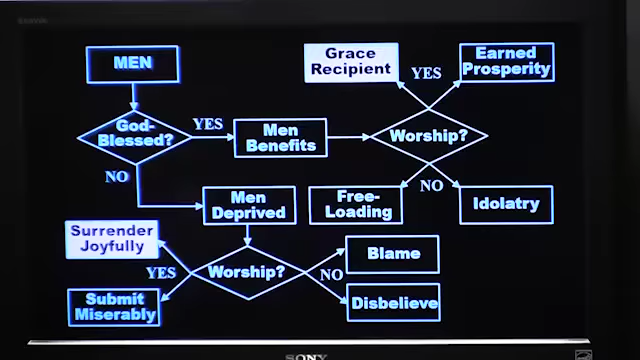 MEN
Grace
Recipient
YES
Earned
Prosperity
God-
Blessed?
YES
Men
Benefits
Worship?
NO
NO
Men
Deprived
Free-
Loading
Idolatry
Surrender
Joyfully
YES
Worship?
NO
Blame
Submit
Miserably
Disbelieve
SONY